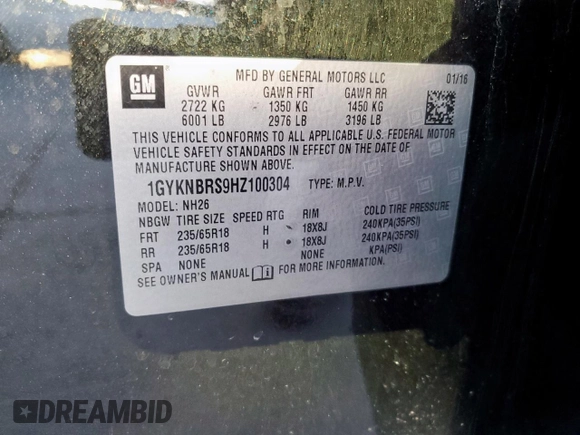 GM
MFD BY GENERAL MOTORS LLC 01/16
GVWR GAWR FRT GAWR RR
2722 KG 1350 KG 1450 KG
6001 LB 2976 LB 3196 LB
THIS VEHICLE CONFORMS TO ALL APPLICABLE U.S. FEDERAL MOTOR
VEHICLE SAFETY STANDARDS IN EFFECT ON THE DATE OF
MANUFACTURE SHOWN ABOVE.
1GYKNBRS9HZ100304 TYPE: M.P.V.
MODEL: NH26
NBGW TIRE SIZE SPEED RTG RIM COLD TIRE PRESSURE
FRT 235/65R18 H 18X8J 240KPA(35PSI)
RR 235/65R18 H 18X8J 240KPA(35PSI)
SPA NONE NONE KPA(PSI)
SEE OWNER'S MANUAL FOR MORE INFORMATION.
DREAMBID